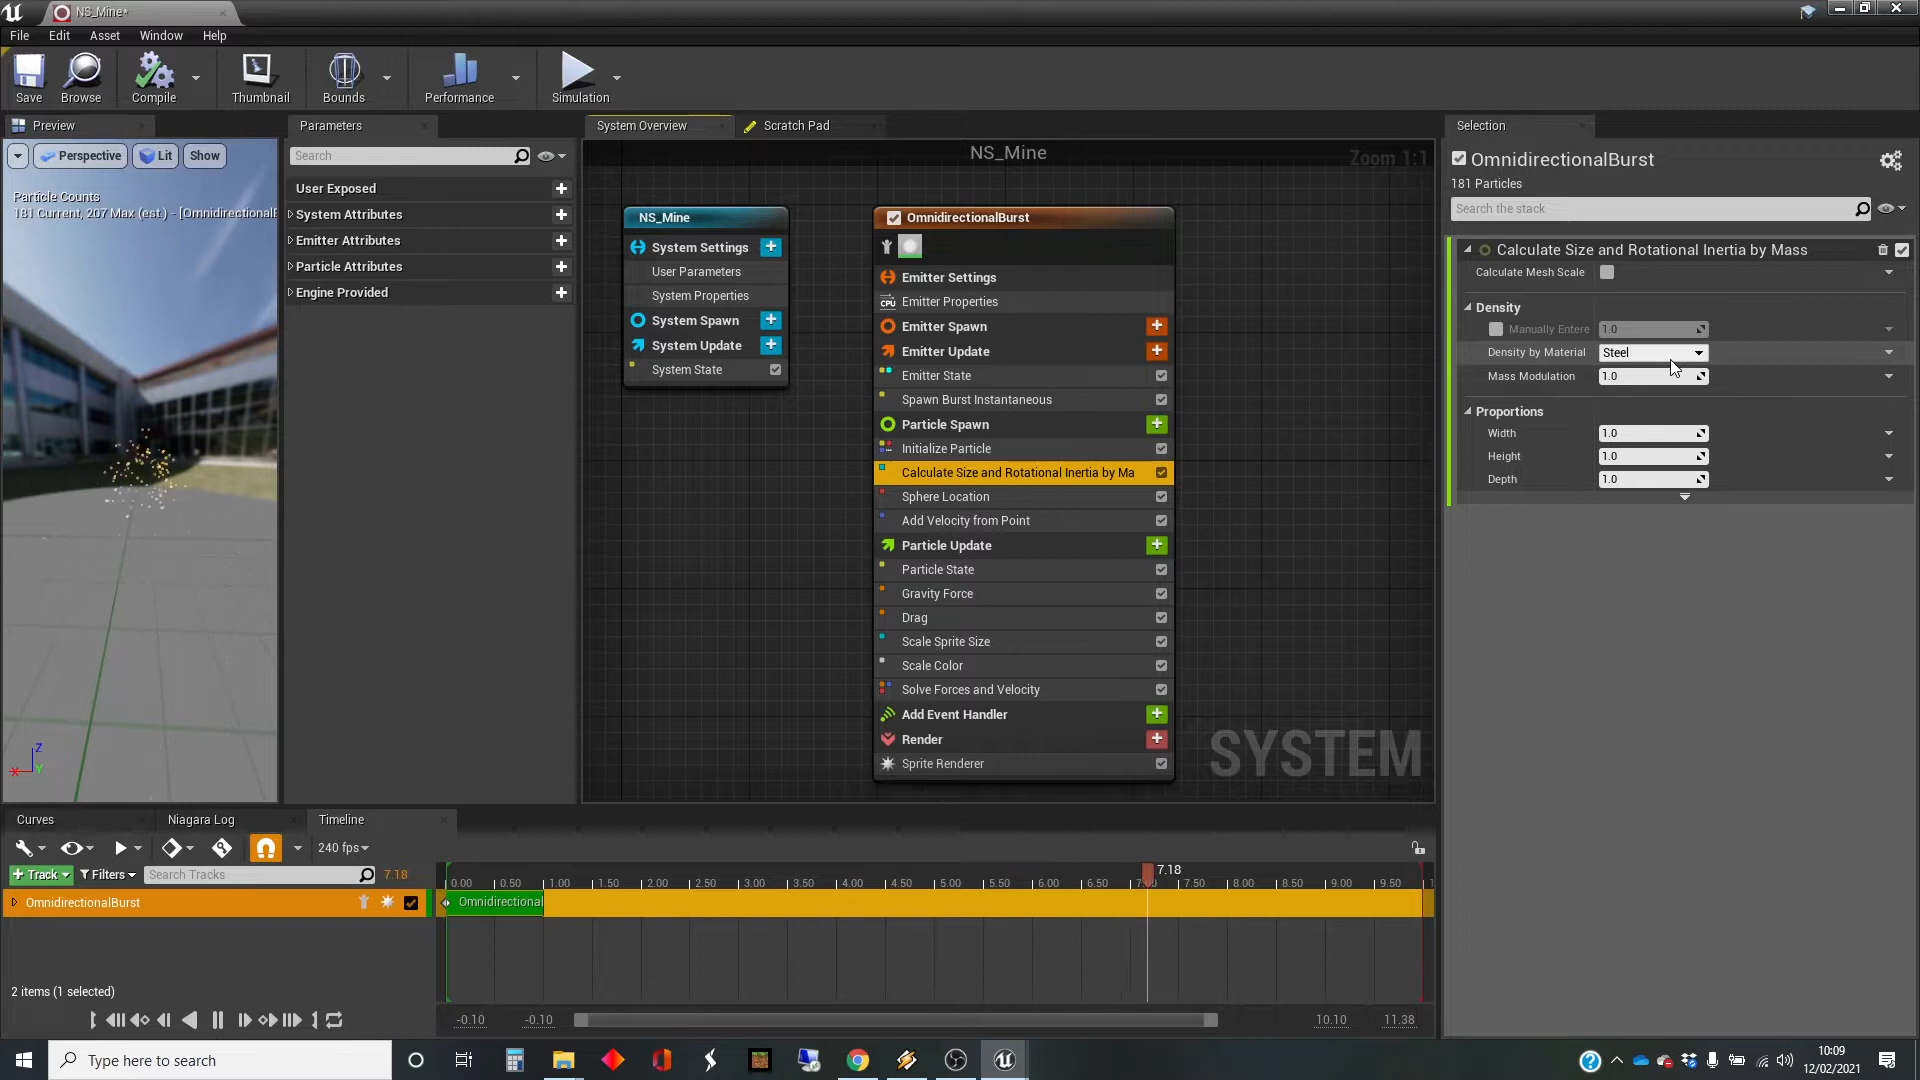 NS_Mine*
File Edit Asset Window Help
Save Browse Compile Thumbnail Bounds Performance Simulation
Preview
Perspective Lit Show
Particle Counts
181 Current, 207 Max (est.) - [OmnidirectionalE
Parameters
Search
User Exposed
System Attributes
Emitter Attributes
Particle Attributes
Engine Provided
System Overview Scratch Pad
NS_Mine
Zoom 1:1
NS_Mine
System Settings
User Parameters
System Properties
System Spawn
System Update
System State
OmnidirectionalBurst
Emitter Settings
CPU Emitter Properties
Emitter Spawn
Emitter Update
Emitter State
Spawn Burst Instantaneous
Particle Spawn
Initialize Particle
Calculate Size and Rotational Inertia by Ma
Sphere Location
Add Velocity from Point
Particle Update
Particle State
Gravity Force
Drag
Scale Sprite Size
Scale Color
Solve Forces and Velocity
Add Event Handler
Render
Sprite Renderer
SYSTEM
Selection
OmnidirectionalBurst
181 Particles
Search the stack
Calculate Size and Rotational Inertia by Mass
Calculate Mesh Scale
Density
Manually Entere 1.0
Density by Material Steel
Mass Modulation 1.0
Proportions
Width 1.0
Height 1.0
Depth 1.0
Z
X Y
Curves Niagara Log Timeline
240 fps
Track Filters Search Tracks 7.18
7.18
0.00 0.50 1.00 1.50 2.00 2.50 3.00 3.50 4.00 4.50 5.00 5.50 6.00 6.50 7.50 8.00 8.50 9.00 9.50
OmnidirectionalBurst
Omnidirectional
2 items (1 selected)
-0.10 -0.10 10.10 11.38
Type here to search
10:09
12/02/2021